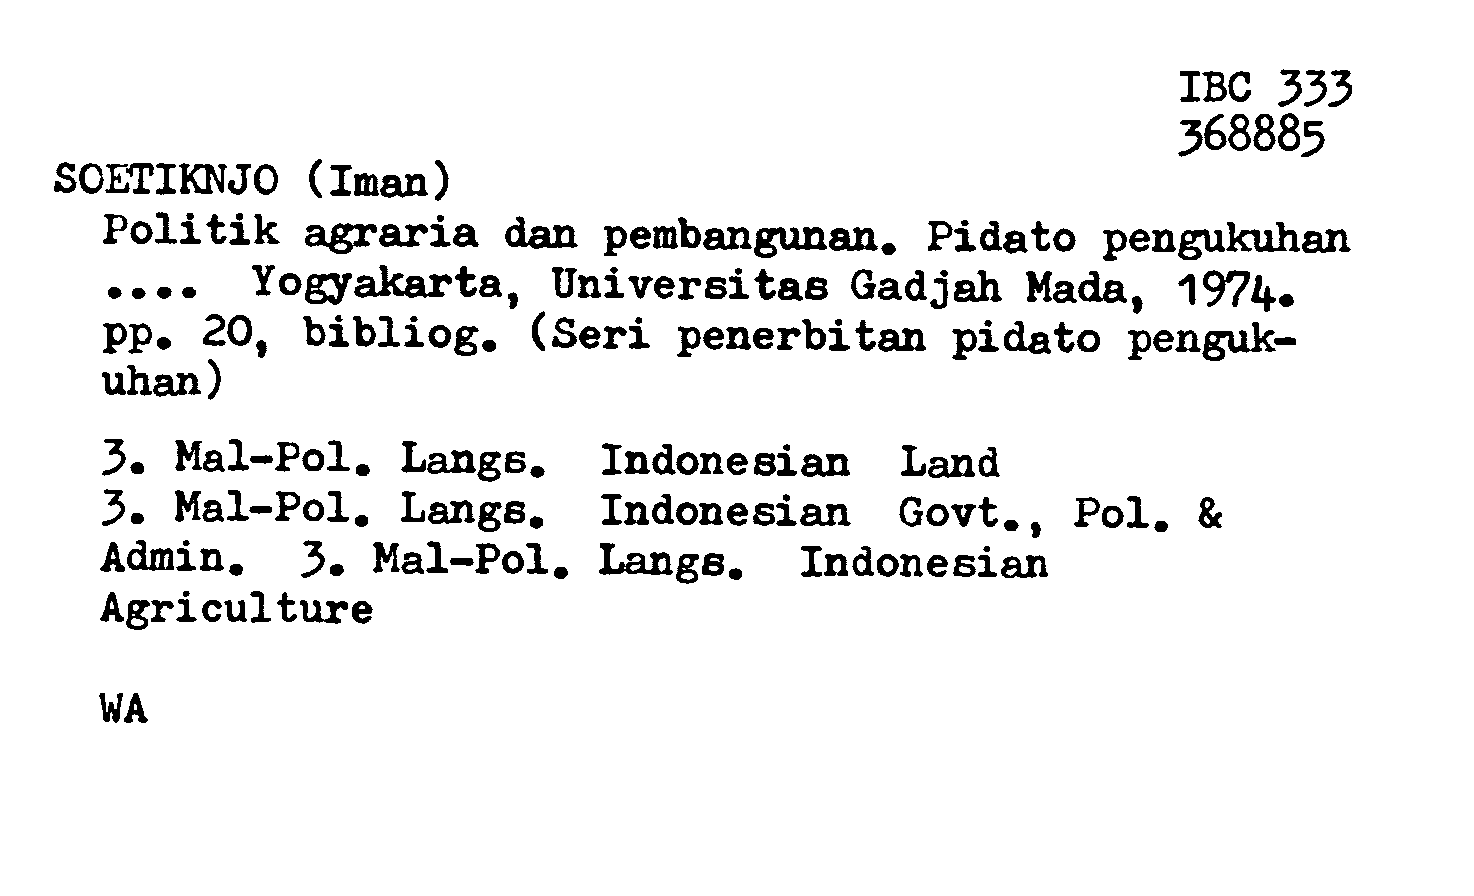 IBC 333
368885
SOETIKNJO (Iman)
Politik agraria dan pembangunan. Pidato pengukuhan
.... Yogyakarta, Universitas Gadjah Mada, 1974.
pp. 20, bibliog. (Seri penerbitan pidato penguk-
uhan)
3. Mal-Pol. Langs. Indonesian Land
3. Mal-Pol. Langs. Indonesian Govt., Pol. &
Admin. 3. Mal-Pol. Langs. Indonesian
Agriculture
WA